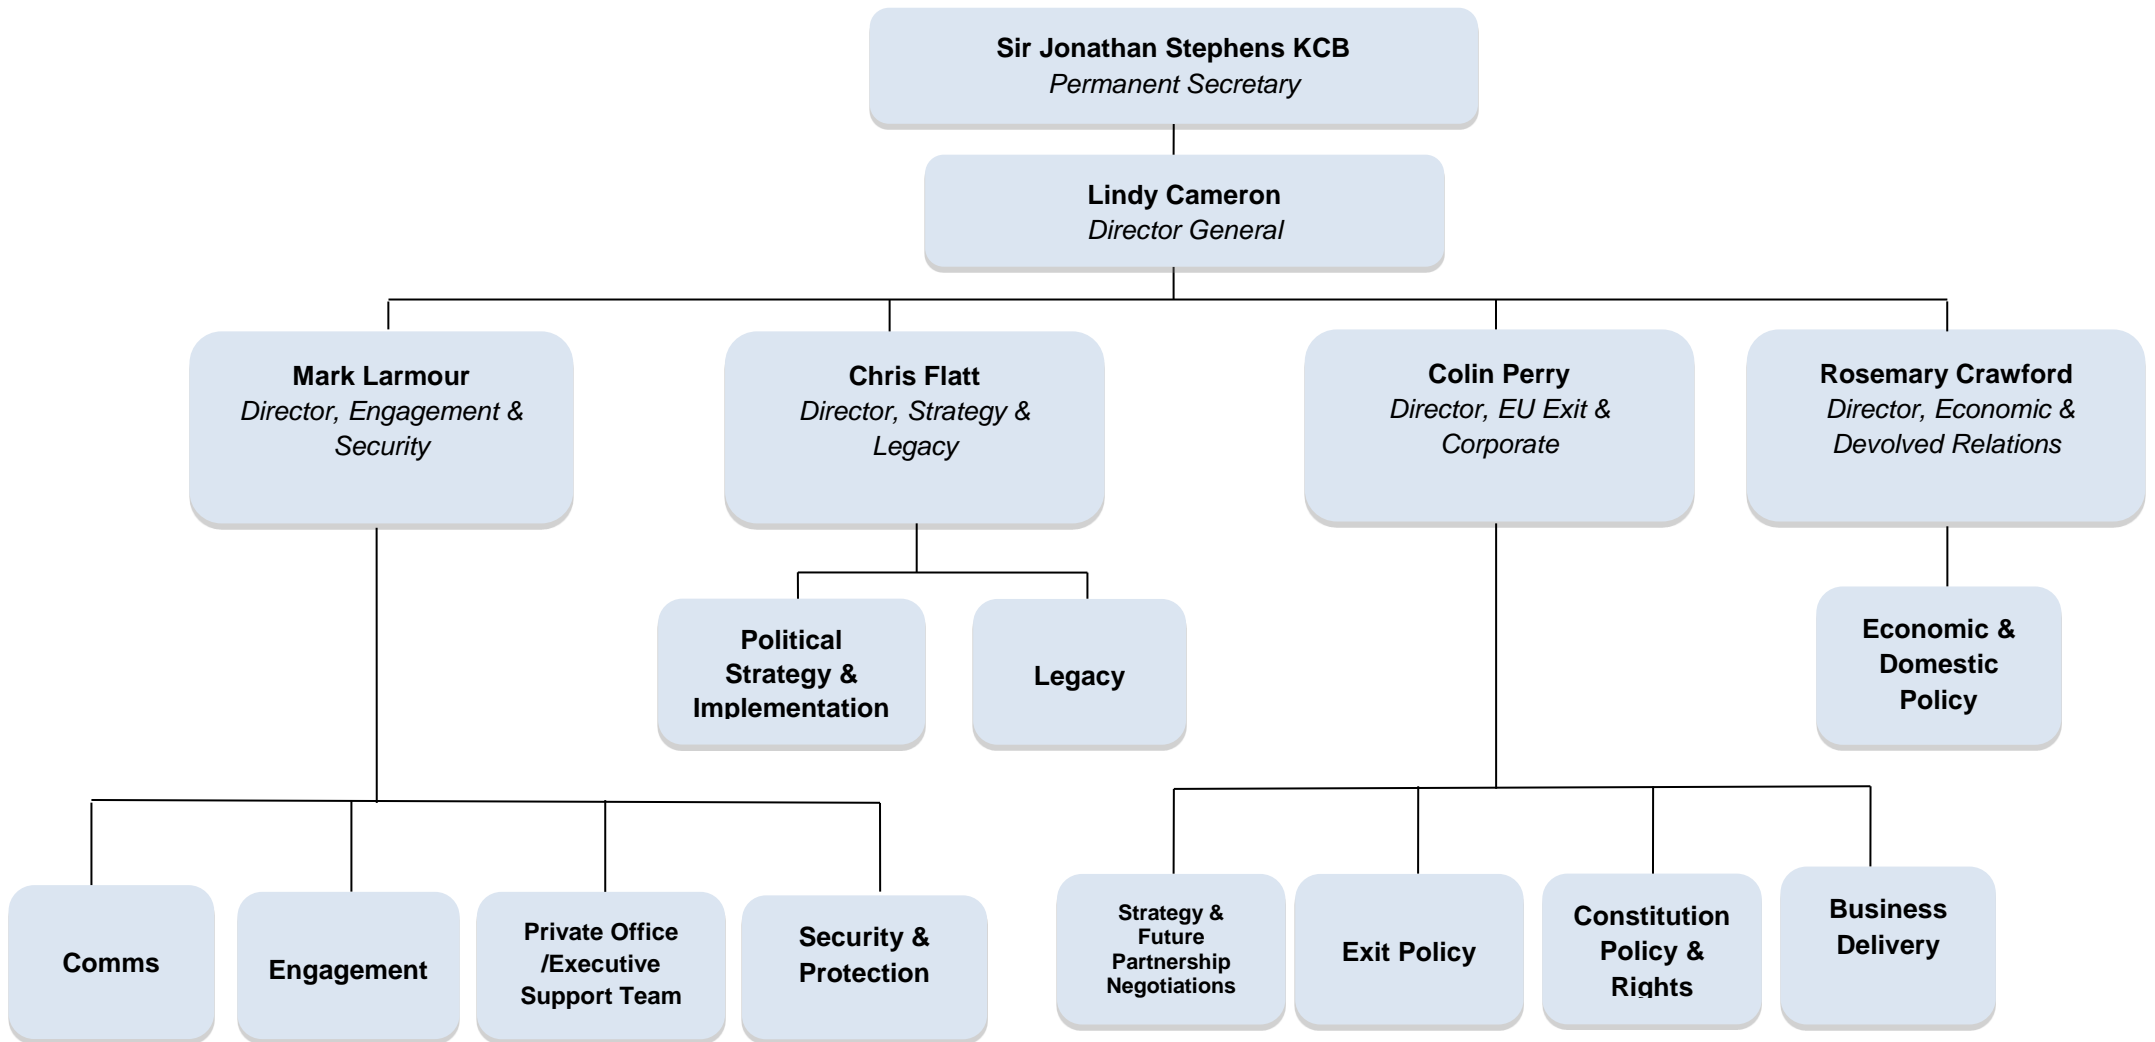 Sir Jonathan Stephens KCB
Permanent Secretary
Lindy Cameron
Director General
Mark Larmour
Director, Engagement &
Security
Chris Flatt
Director, Strategy &
Legacy
Colin Perry
Director, EU Exit &
Corporate
Rosemary Crawford
Director, Economic &
Devolved Relations
Political
Strategy &
Implementation
Legacy
Economic &
Domestic
Policy
Comms
Engagement
Private Office
/Executive
Support Team
Security &
Protection
Strategy &
Future
Partnership
Negotiations
Exit Policy
Constitution
Policy &
Rights
Business
Delivery